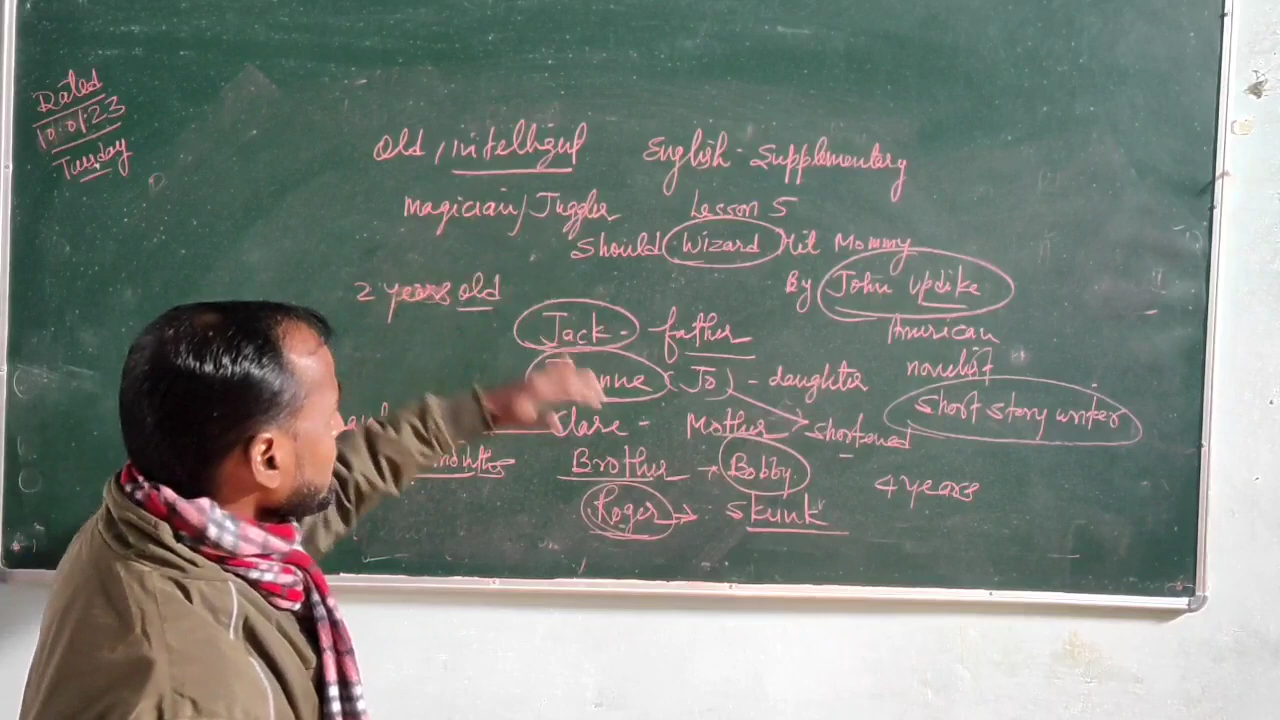 Dated
10.01.23
Tuesday
Old, intelligent English Supplementary
Magician/Juggler Lesson 5
Should Wizard Hit Mommy
By John Updike
2 years old
Jack - father
American
novelist
(Jo) - daughter
shortened
Short story writer
Clare - Mother
months
Brother → Bobby
4 years
Roger → Skunk